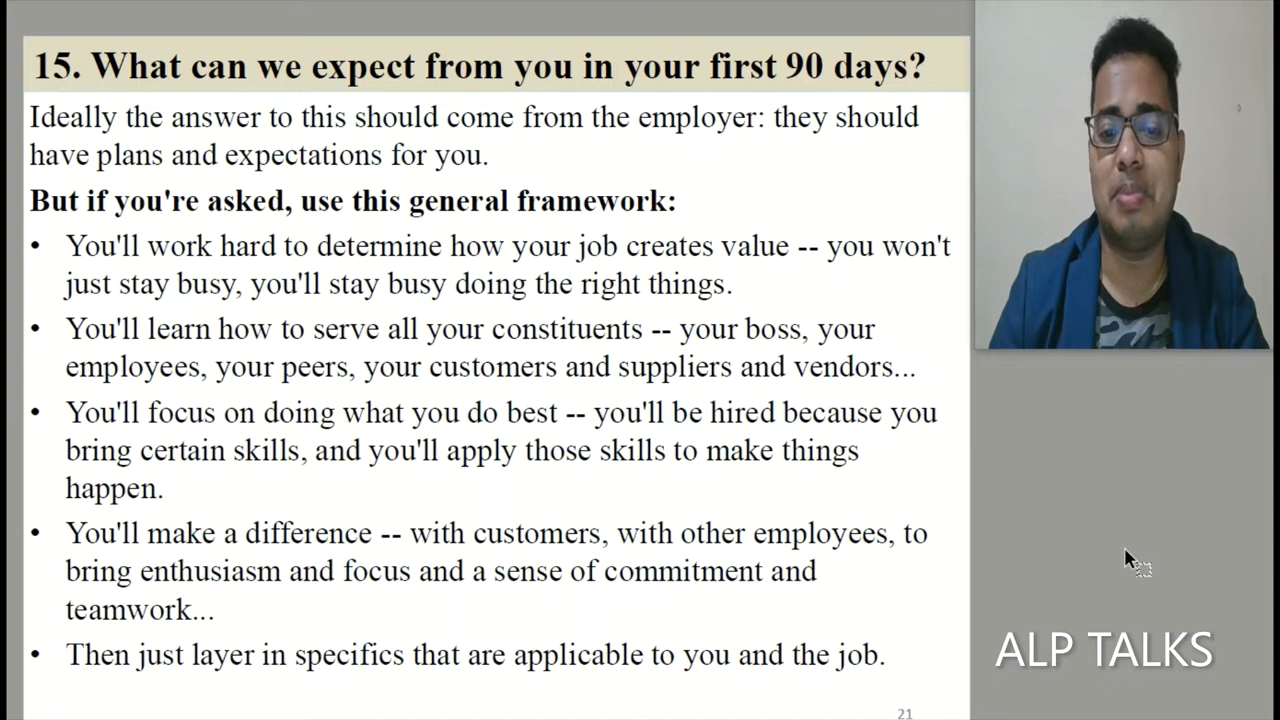 15. What can we expect from you in your first 90 days?
Ideally the answer to this should come from the employer: they should
have plans and expectations for you.
But if you're asked, use this general framework:
• You'll work hard to determine how your job creates value -- you won't
just stay busy, you'll stay busy doing the right things.
• You'll learn how to serve all your constituents -- your boss, your
employees, your peers, your customers and suppliers and vendors...
• You'll focus on doing what you do best -- you'll be hired because you
bring certain skills, and you'll apply those skills to make things
happen.
• You'll make a difference -- with customers, with other employees, to
bring enthusiasm and focus and a sense of commitment and
teamwork...
• Then just layer in specifics that are applicable to you and the job.
21
ALP TALKS